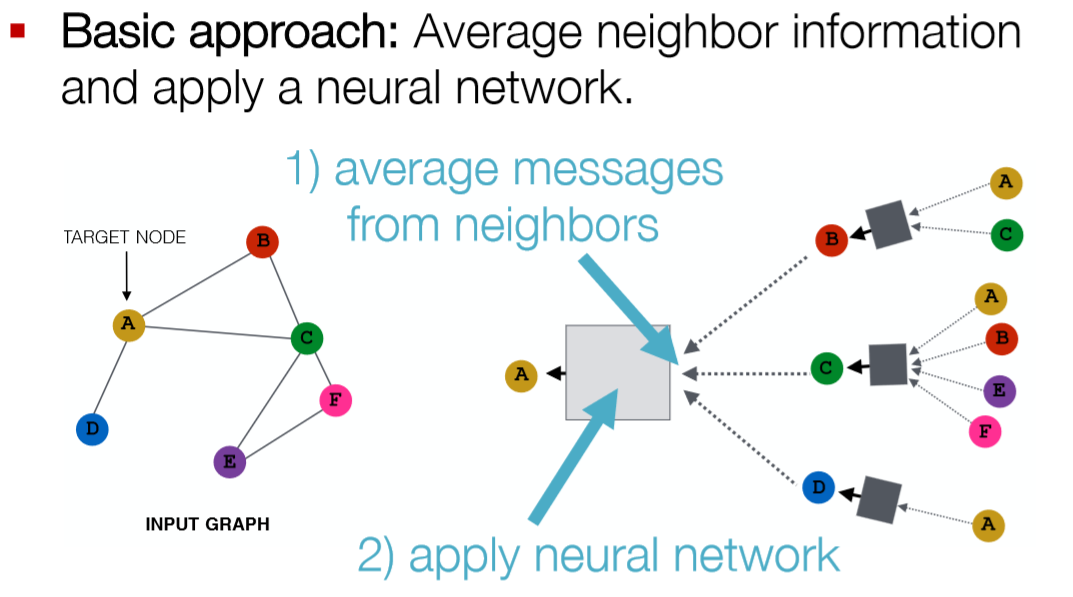 Basic approach: Average neighbor information
and apply a neural network.
1) average messages
from neighbors
TARGET NODE
B
A
C
F
D
E
INPUT GRAPH
A
B
C
D
A
C
A
B
E
F
A
2) apply neural network